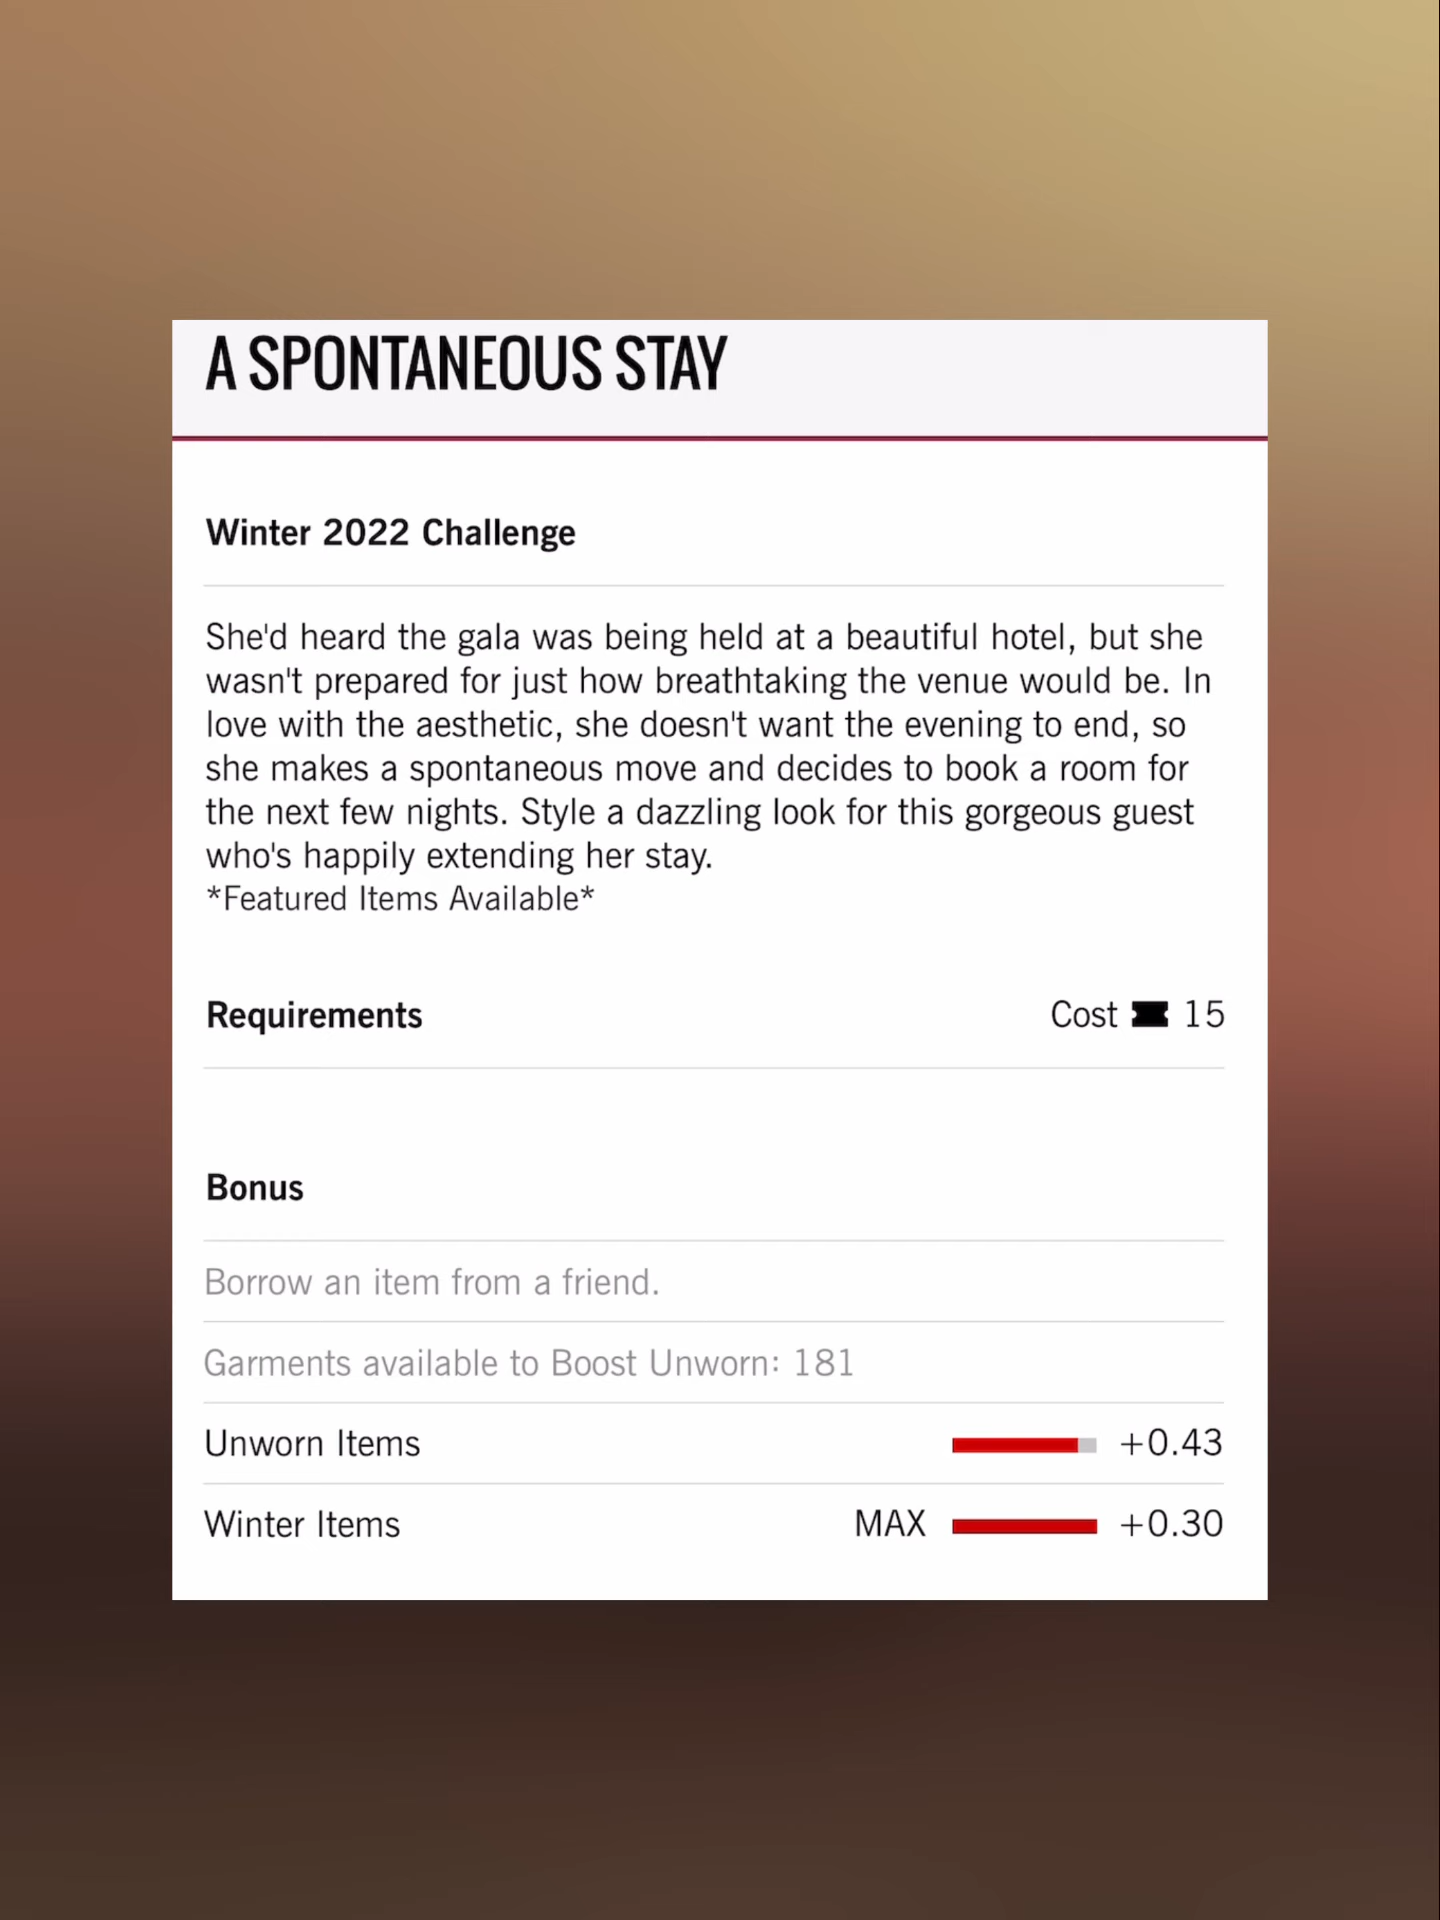 A SPONTANEOUS STAY
Winter 2022 Challenge
She'd heard the gala was being held at a beautiful hotel, but she
wasn't prepared for just how breathtaking the venue would be. In
love with the aesthetic, she doesn't want the evening to end, so
she makes a spontaneous move and decides to book a room for
the next few nights. Style a dazzling look for this gorgeous guest
who's happily extending her stay.
*Featured Items Available*
Requirements Cost 15
Bonus
Borrow an item from a friend.
Garments available to Boost Unworn: 181
Unworn Items +0.43
Winter Items MAX +0.30